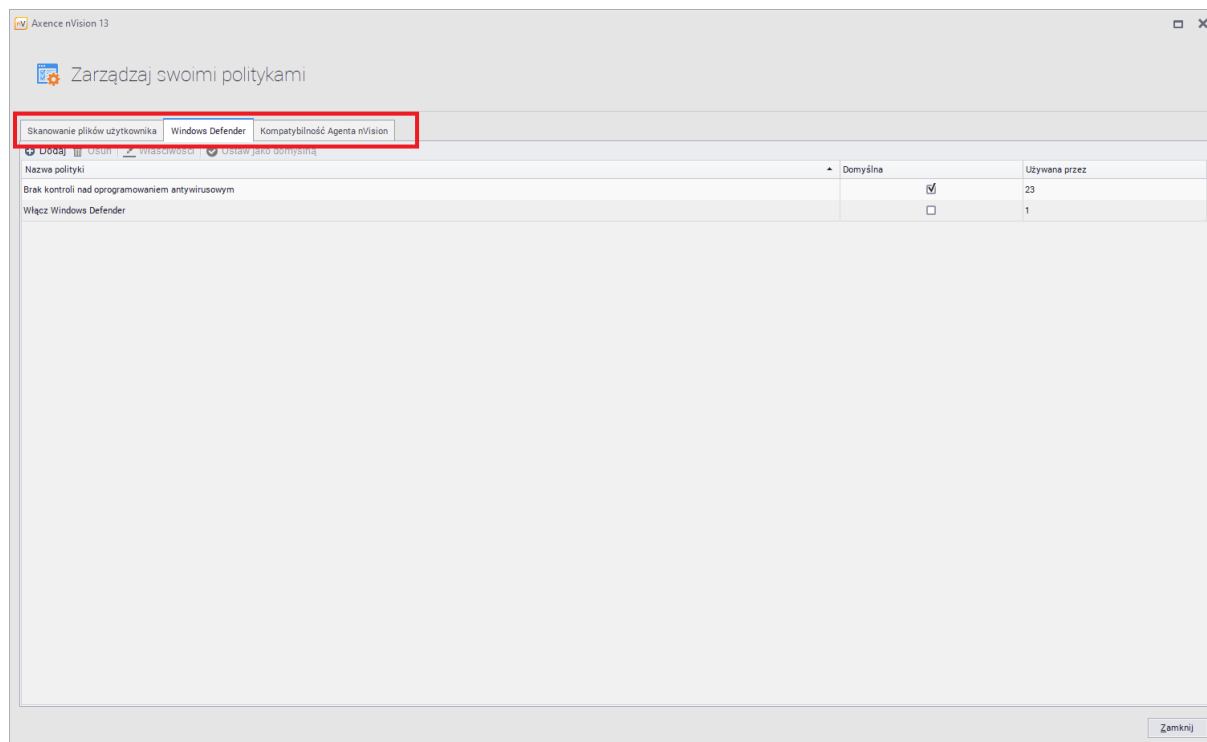 nV Axence nVision 13
Zarządzaj swoimi politykami
Skanowanie plików użytkownika Windows Defender Kompatybilność Agenta nVision
Dodaj Usuń Właściwości Ustaw jako domyślną
Nazwa polityki Domyślna Używana przez
Brak kontroli nad oprogramowaniem antywirusowym 23
Włącz Windows Defender 1
Zamknij